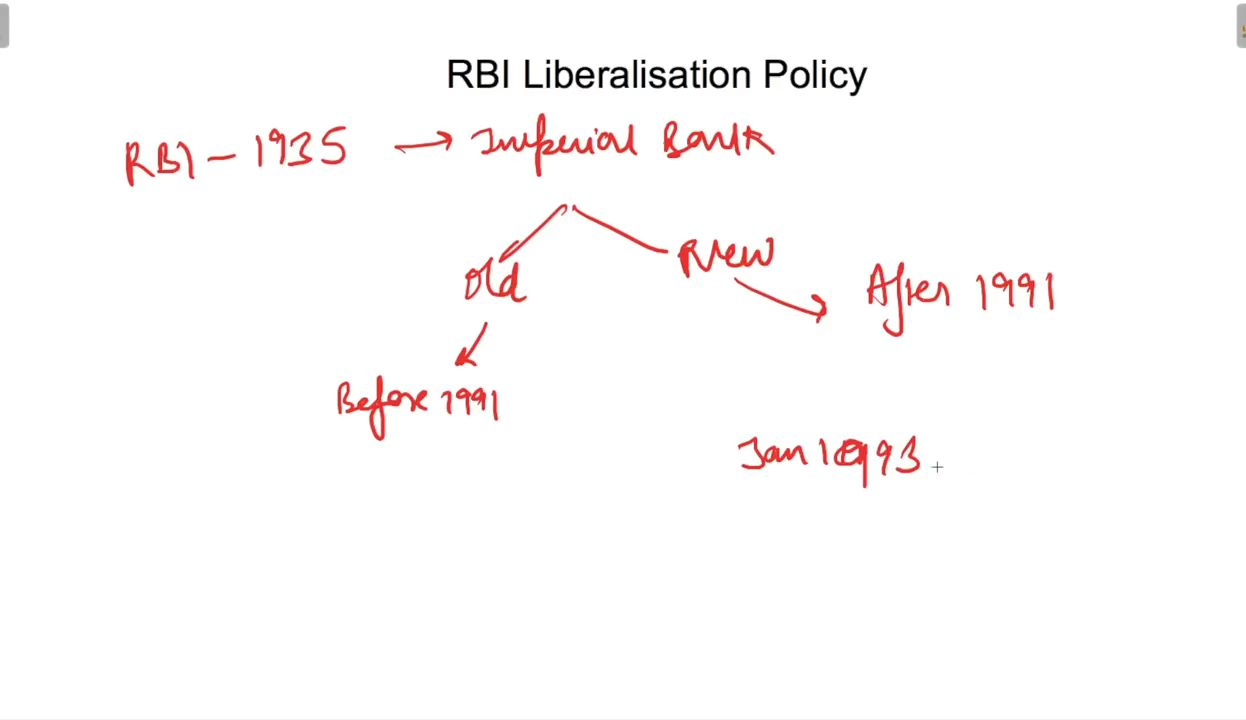 RBI Liberalisation Policy
RBI - 1935 → Imperial Bank
Old
New
After 1991
Before 1991
Jan 1993